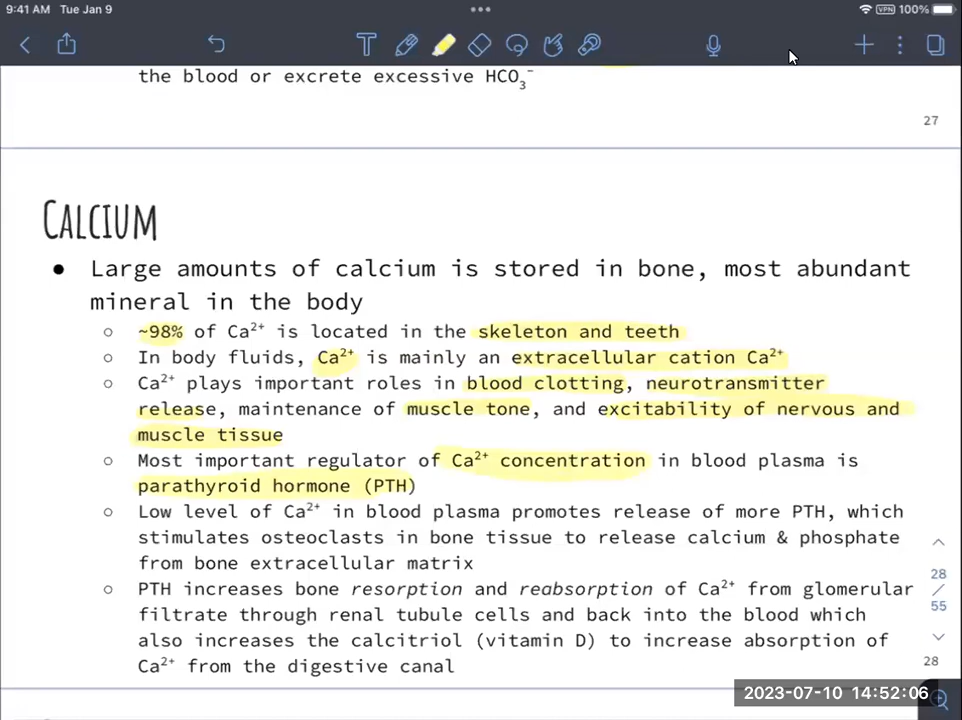 9:41 AM Tue Jan 9
VPN 100%
the blood or excrete excessive HCO₃⁻
27
CALCIUM
● Large amounts of calcium is stored in bone, most abundant
mineral in the body
○ ~98% of Ca²⁺ is located in the skeleton and teeth
○ In body fluids, Ca²⁺ is mainly an extracellular cation Ca²⁺
○ Ca²⁺ plays important roles in blood clotting, neurotransmitter
release, maintenance of muscle tone, and excitability of nervous and
muscle tissue
○ Most important regulator of Ca²⁺ concentration in blood plasma is
parathyroid hormone (PTH)
○ Low level of Ca²⁺ in blood plasma promotes release of more PTH, which
stimulates osteoclasts in bone tissue to release calcium & phosphate
from bone extracellular matrix
○ PTH increases bone resorption and reabsorption of Ca²⁺ from glomerular
filtrate through renal tubule cells and back into the blood which
also increases the calcitriol (vitamin D) to increase absorption of
Ca²⁺ from the digestive canal
28
/
55
28
2023-07-10 14:52:06